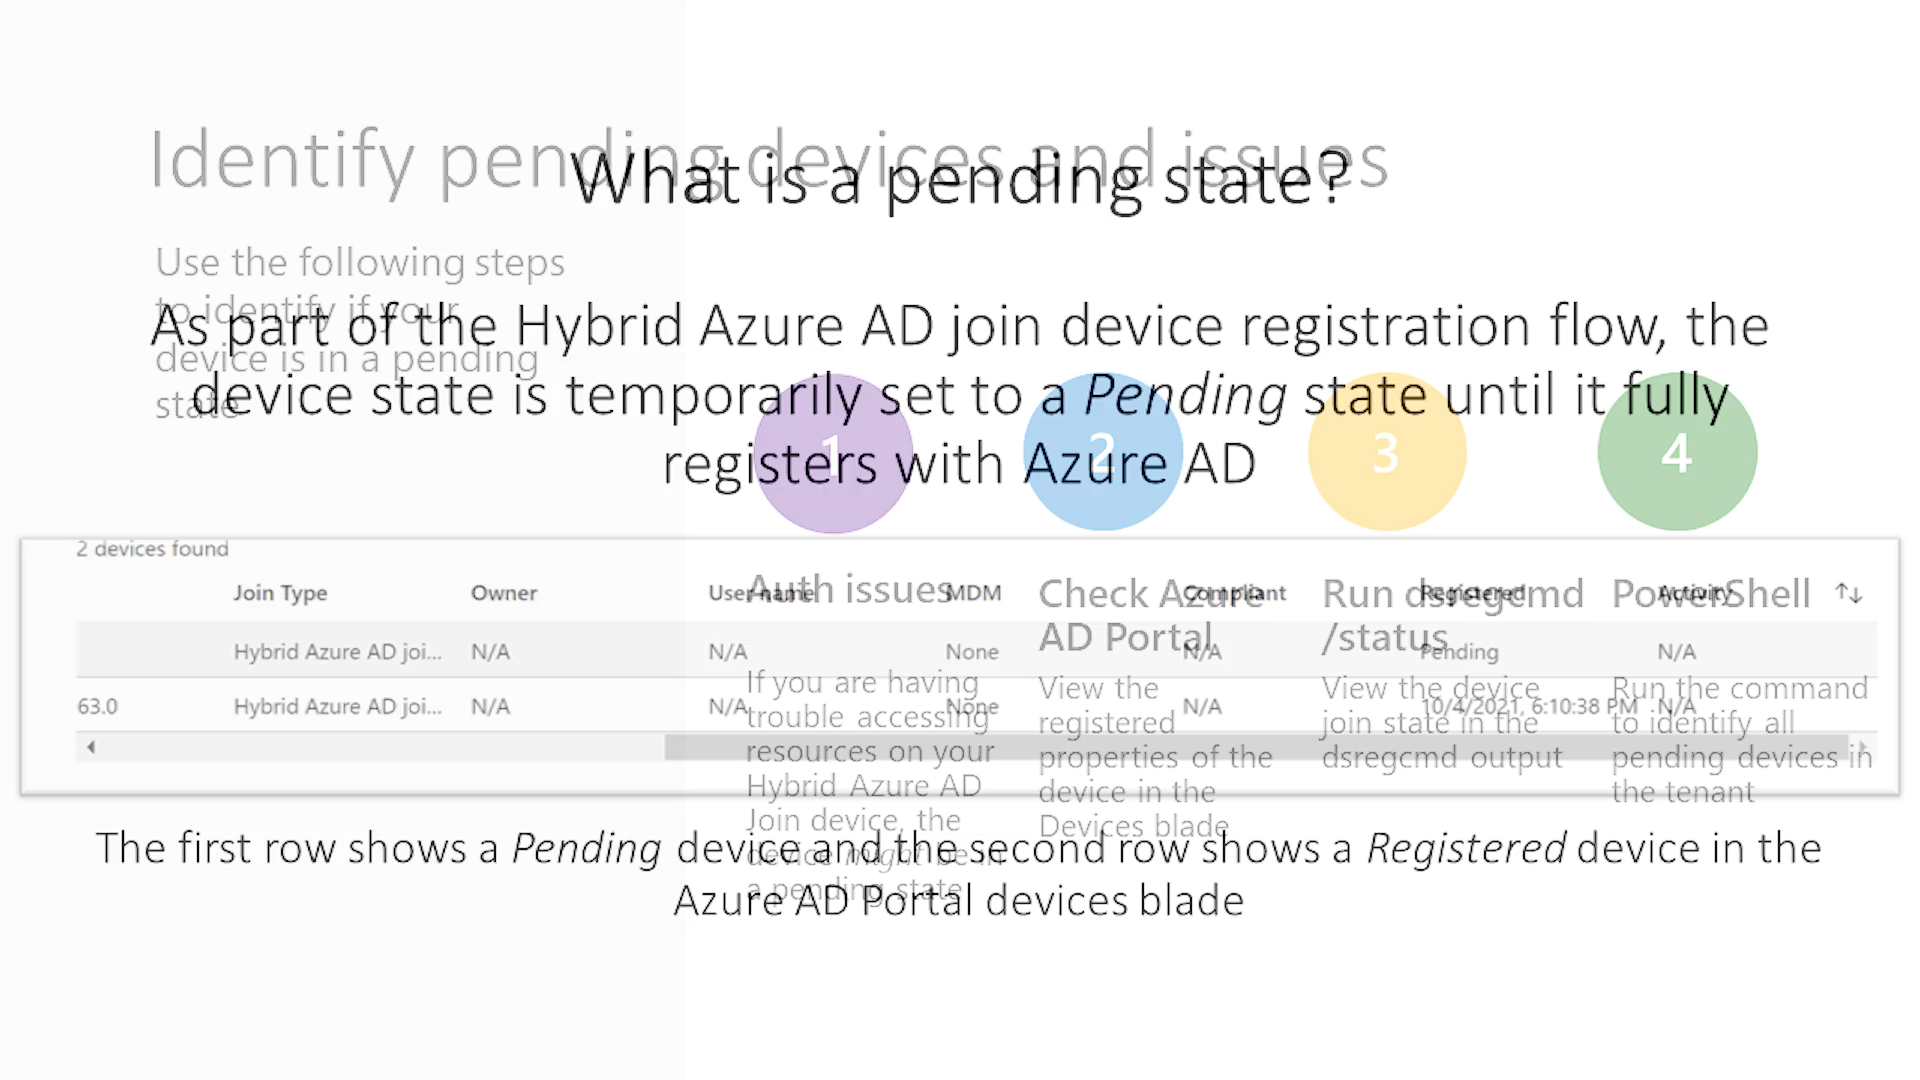 What is a pending state?
As part of the Hybrid Azure AD join device registration flow, the
device state is temporarily set to a Pending state until it fully
registers with Azure AD
2 devices found
Join Type Owner User name MDM Compliant Registered Activity
Hybrid Azure AD joi... N/A N/A None N/A Pending N/A
63.0 Hybrid Azure AD joi... N/A N/A None N/A 10/4/2021, 6:10:38 PM N/A
The first row shows a Pending device and the second row shows a Registered device in the
Azure AD Portal devices blade
Identify pending devices and issues
Use the following steps
to identify if your
device is in a pending
state
1
Auth issues
If you are having
trouble accessing
resources on your
Hybrid Azure AD
Join device, the
device might be in
a pending state
2
Check Azure
AD Portal
View the
registered
properties of the
device in the
Devices blade
3
Run dsregcmd
/status
View the device
join state in the
dsregcmd output
4
PowerShell
Run the command
to identify all
pending devices in
the tenant